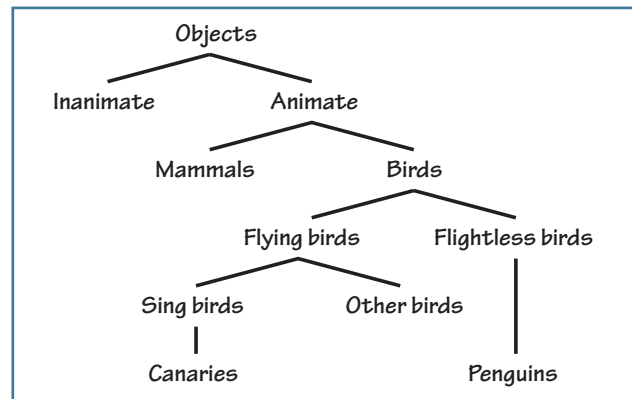 Objects
Inanimate Animate
Mammals Birds
Flying birds Flightless birds
Sing birds Other birds
Canaries Penguins